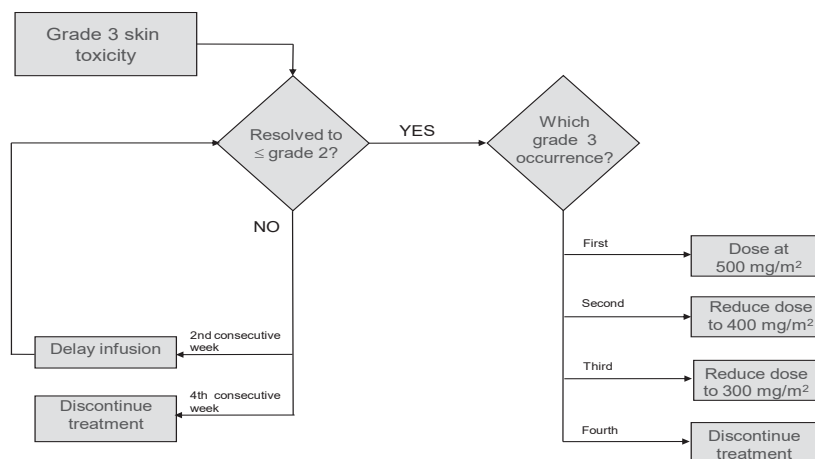 Grade 3 skin
toxicity
Resolved to
≤ grade 2?
YES
Which
grade 3
occurrence?
NO
First
Dose at
500 mg/m²
Second
Reduce dose
to 400 mg/m²
2nd consecutive
week
Delay infusion
Third
Reduce dose
to 300 mg/m²
4th consecutive
week
Discontinue
treatment
Fourth
Discontinue
treatment